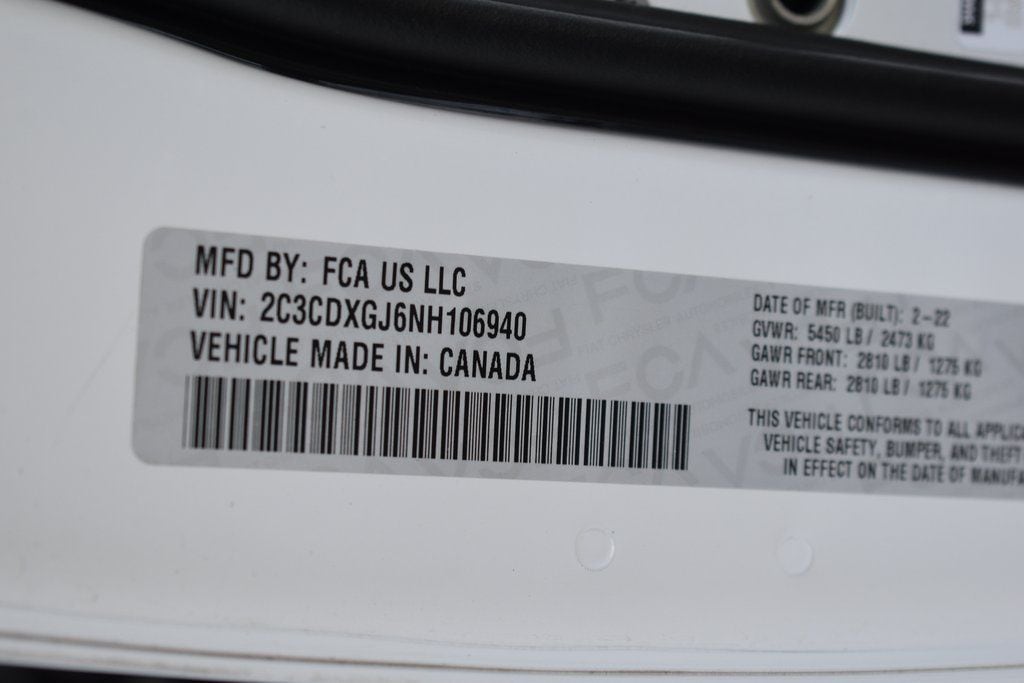 MFD BY: FCA US LLC
VIN: 2C3CDXGJ6NH106940
VEHICLE MADE IN: CANADA
DATE OF MFR (BUILT): 2-22
GVWR: 5450 LB / 2473 KG
GAWR FRONT: 2810 LB / 1275 KG
GAWR REAR: 2810 LB / 1275 KG
THIS VEHICLE CONFORMS TO ALL APPLICA
VEHICLE SAFETY, BUMPER, AND THEFT
IN EFFECT ON THE DATE OF MANUFA